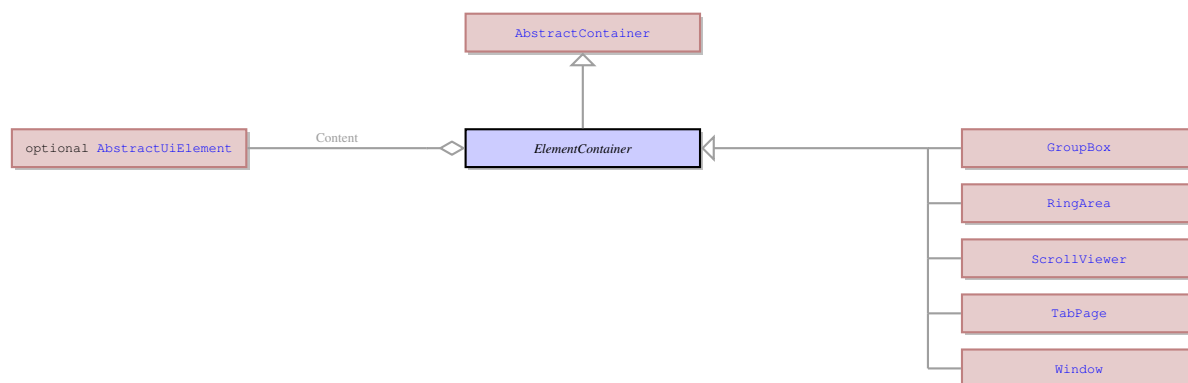 AbstractContainer
optional AbstractUiElement
Content
ElementContainer
GroupBox
RingArea
ScrollViewer
TabPage
Window